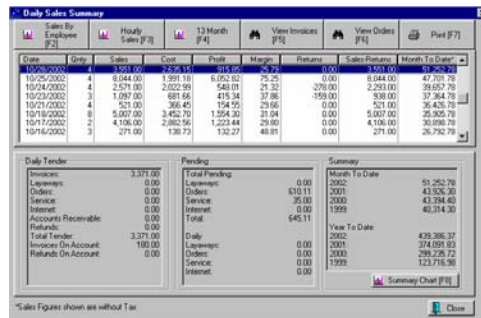 Daily Sales Summary
Sales By Employee [F2]
Hourly Sales [F3]
13 Month [F4]
View Invoices [F5]
View Orders [F6]
Print [F7]
Date Qnty Sales Cost Profit Margin Returns Sales-Returns Month To Date*
10/28/2002 4 3,551.00 2,635.15 915.85 25.79 0.00 3,551.00 51,252.78
10/25/2002 4 8,044.00 1,991.18 6,052.82 75.25 0.00 8,044.00 47,701.78
10/24/2002 4 2,571.00 2,022.99 548.01 21.32 -278.00 2,293.00 39,657.78
10/23/2002 3 1,097.00 681.66 415.34 37.86 -159.00 938.00 37,364.78
10/21/2002 4 521.00 366.45 154.55 29.66 0.00 521.00 36,426.78
10/18/2002 8 5,007.00 3,452.70 1,554.30 31.04 0.00 5,007.00 35,905.78
10/17/2002 2 4,106.00 2,882.56 1,223.44 29.80 0.00 4,106.00 30,898.78
10/16/2002 3 271.00 138.73 132.27 48.81 0.00 271.00 26,792.78
Daily Tender
Invoices: 3,371.00
Layaways: 0.00
Orders: 0.00
Service: 0.00
Internet: 0.00
Accounts Receivable: 0.00
Refunds: 0.00
Total Tender: 3,371.00
Invoices On Account: 180.00
Refunds On Account: 0.00
Pending
Total Pending:
Layaways: 0.00
Orders: 610.11
Service: 35.00
Internet: 0.00
Total: 645.11
Daily
Layaways: 0.00
Orders: 0.00
Service: 0.00
Internet: 0.00
Summary
Month To Date
2002: 51,252.78
2001: 43,926.30
2000: 43,394.40
1999: 40,314.30
Year To Date
2002: 439,386.37
2001: 374,091.83
2000: 299,235.72
1999: 123,716.98
Summary Chart [F8]
*Sales Figures shown are without Tax
Close